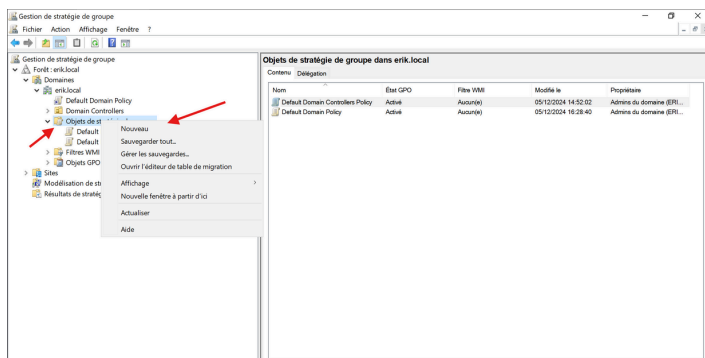 Gestion de stratégie de groupe
Fichier Action Affichage Fenêtre ?
Gestion de stratégie de groupe
Forêt : erik.local
Domaines
erik.local
Default Domain Policy
Domain Controllers
Objets de
Default
Default
Filtres WMI
Objets GPO
Sites
Modélisation de
Résultats de
Nouveau
Sauvegarder tout...
Gérer les sauvegardes...
Ouvrir l'éditeur de table de migration
Affichage
Nouvelle fenêtre à partir d'ici
Actualiser
Aide
Objets de stratégie de groupe dans erik.local
Contenu Délégation
Nom État GPO Filtre WMI Modifié le Propriétaire
Default Domain Controllers Policy Activé Aucun(e) 05/12/2024 14:52:02 Admins du domaine (ERI...
Default Domain Policy Activé Aucun(e) 05/12/2024 16:28:40 Admins du domaine (ERI...